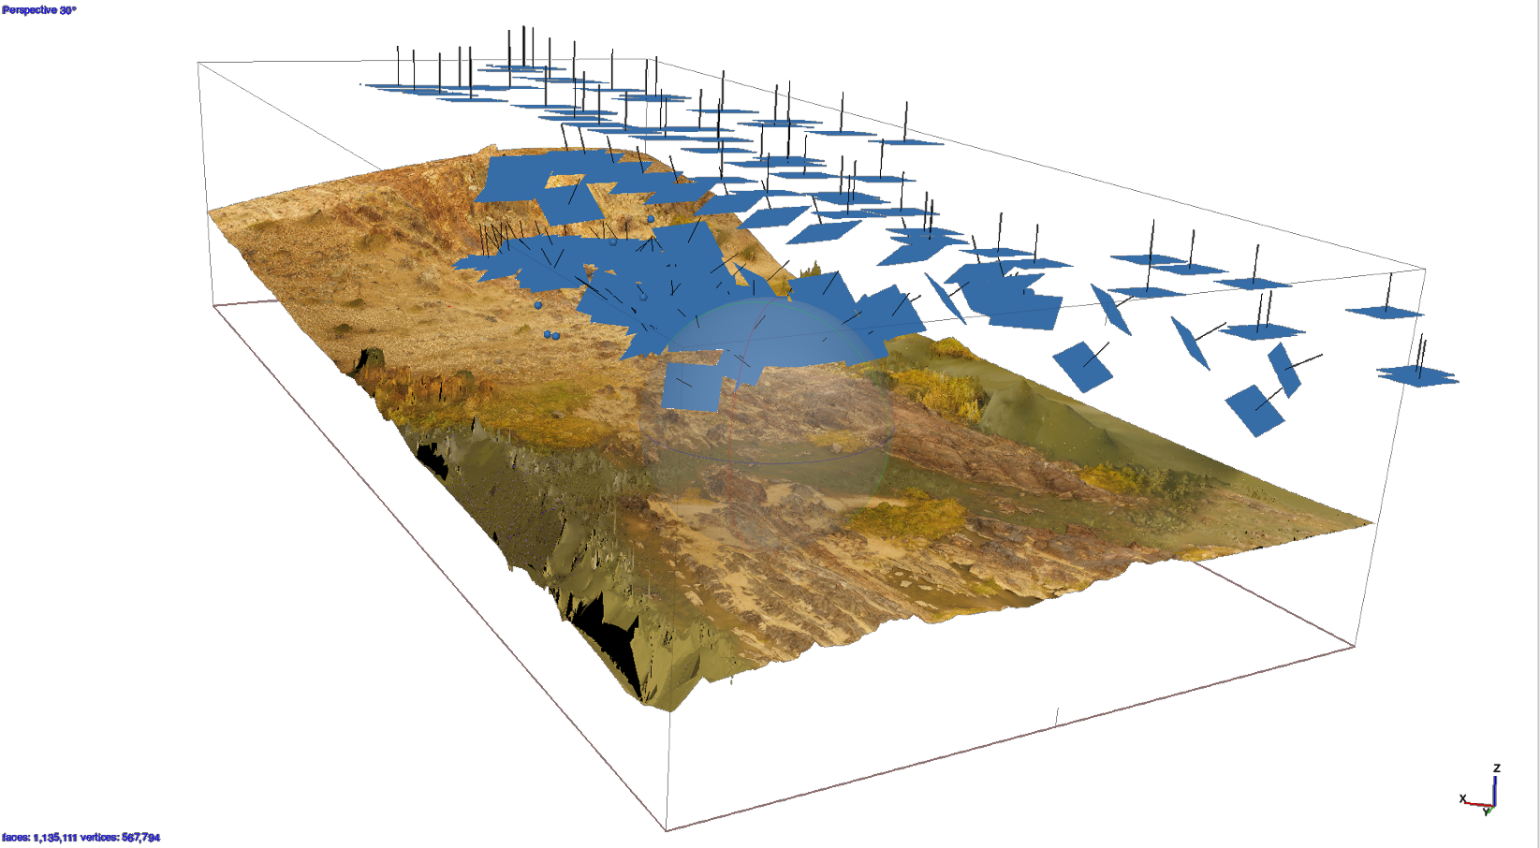 Perspective 30°
Z
X
Y
faces: 1,135,111 vertices: 567,794